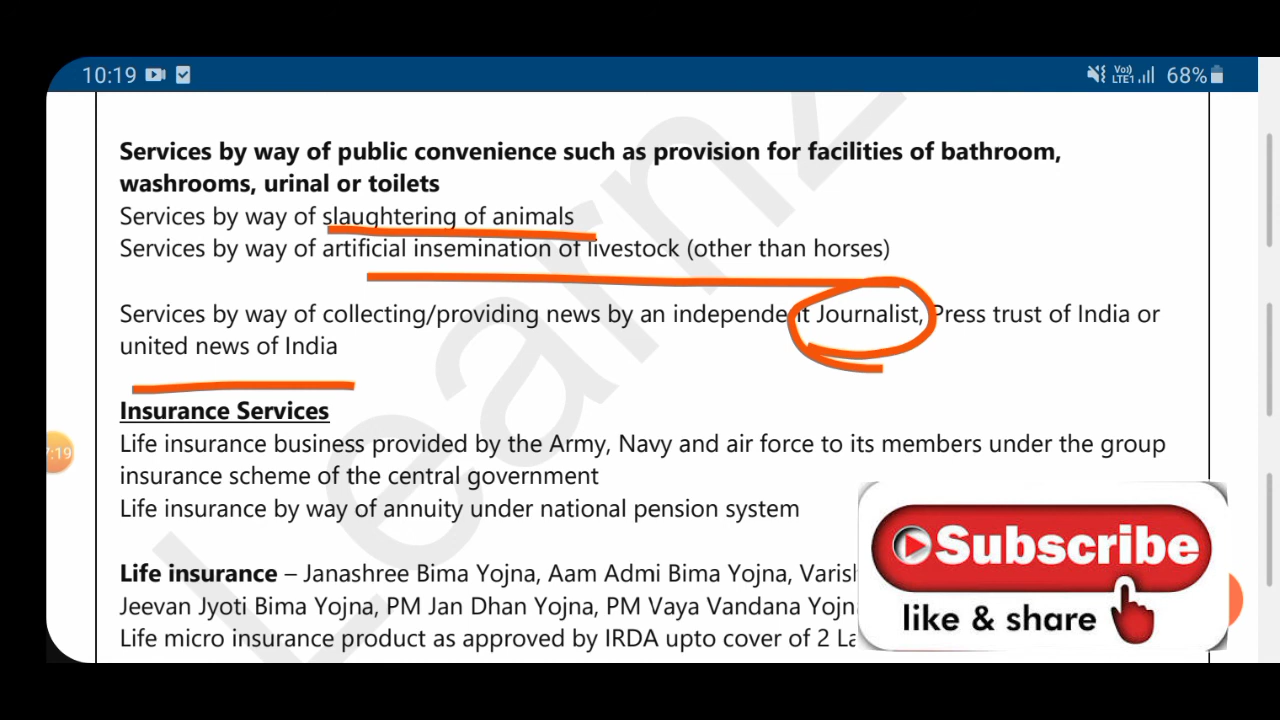 10:19
Vo)
LTE1
68%
Services by way of public convenience such as provision for facilities of bathroom,
washrooms, urinal or toilets
Services by way of slaughtering of animals
Services by way of artificial insemination of livestock (other than horses)
Services by way of collecting/providing news by an independent Journalist, Press trust of India or
united news of India
:19
Insurance Services
Life insurance business provided by the Army, Navy and air force to its members under the group
insurance scheme of the central government
Life insurance by way of annuity under national pension system
Life insurance – Janashree Bima Yojna, Aam Admi Bima Yojna,
Jeevan Jyoti Bima Yojna, PM Jan Dhan Yojna, PM Vaya Vandana
Life micro insurance product as approved by IRDA upto cover of 2
Subscribe
like & share
Learn